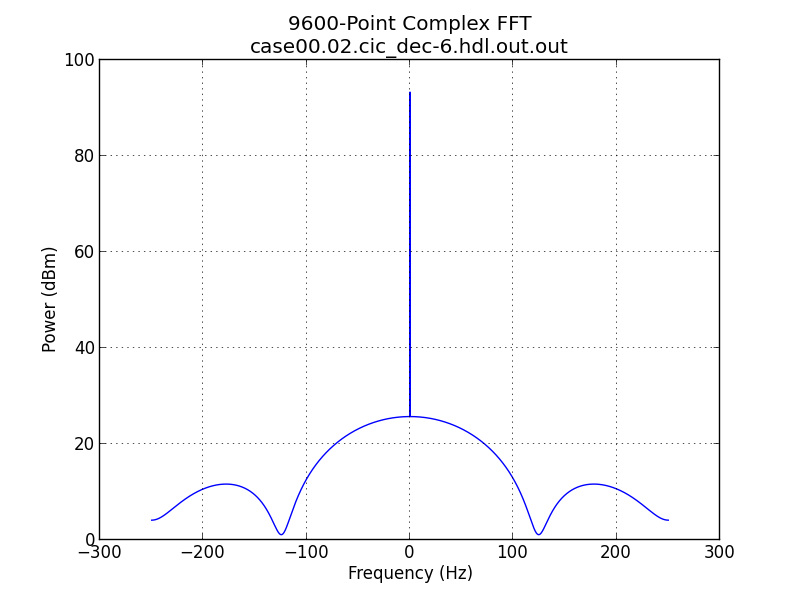 9600-Point Complex FFT
case00.02.cic_dec-6.hdl.out.out
100
80
60
40
20
0
Power (dBm)
−300 −200 −100 0 100 200 300
Frequency (Hz)